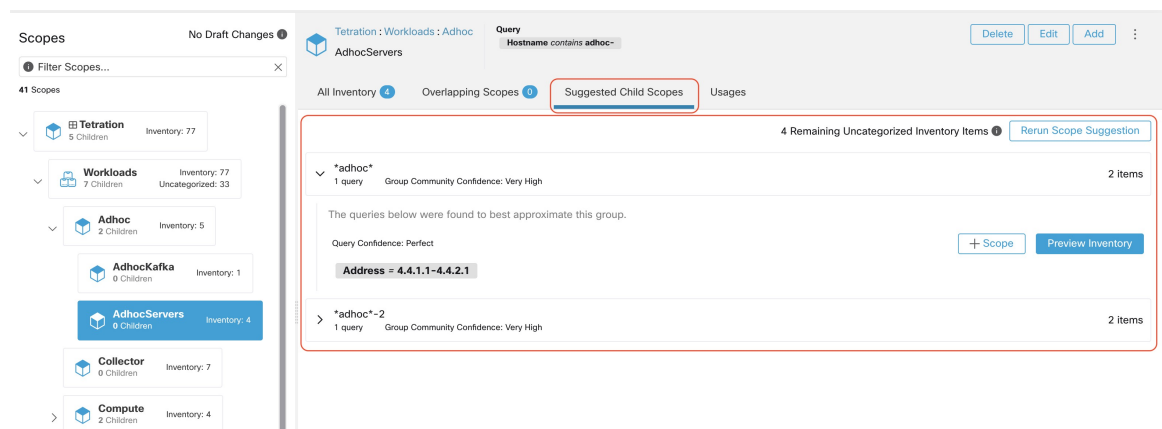 Scopes
No Draft Changes
Filter Scopes...
41 Scopes
Tetration
5 Children
Inventory: 77
Workloads
7 Children
Inventory: 77
Uncategorized: 33
Adhoc
2 Children
Inventory: 5
AdhocKafka
0 Children
Inventory: 1
AdhocServers
0 Children
Inventory: 4
Collector
0 Children
Inventory: 7
Compute
2 Children
Inventory: 4
Tetration : Workloads : Adhoc
AdhocServers
Query
Hostname contains adhoc-
Delete Edit Add
All Inventory 4 Overlapping Scopes 0 Suggested Child Scopes Usages
4 Remaining Uncategorized Inventory Items Rerun Scope Suggestion
*adhoc*
1 query Group Community Confidence: Very High
2 items
The queries below were found to best approximate this group.
Query Confidence: Perfect
+ Scope Preview Inventory
Address = 4.4.1.1-4.4.2.1
*adhoc*-2
1 query Group Community Confidence: Very High
2 items